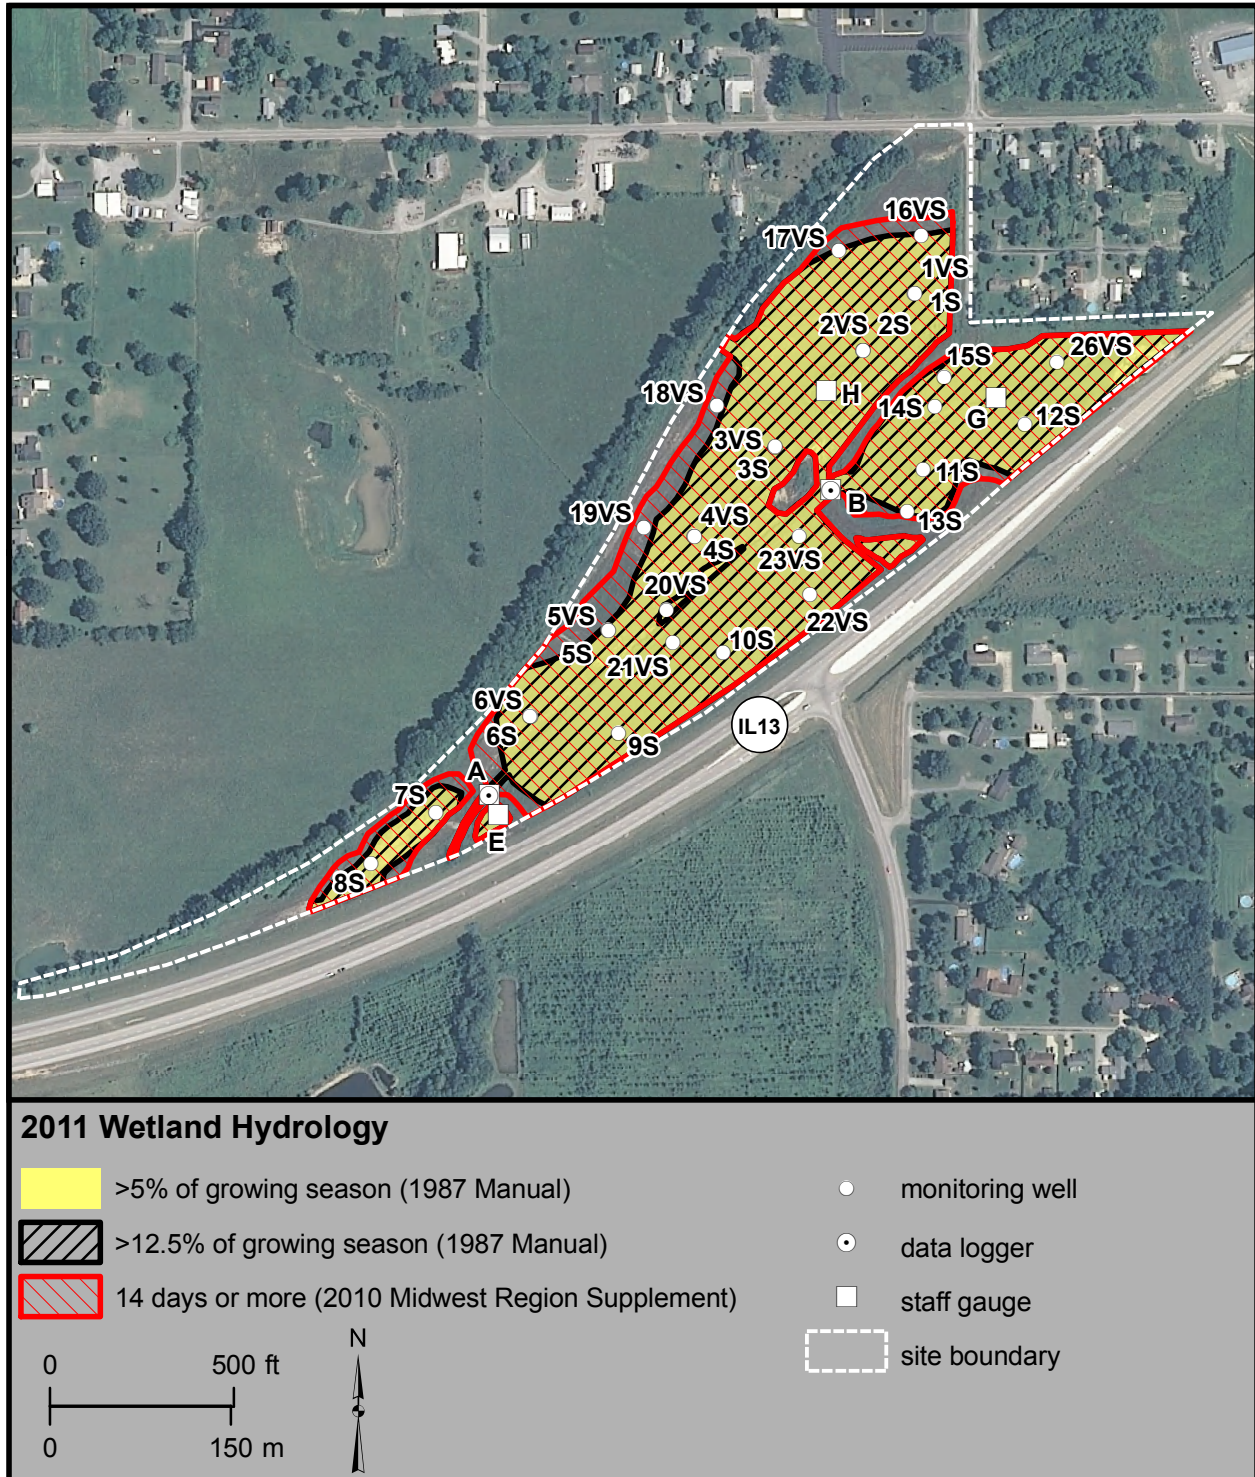 16VS
17VS
1VS
1S
2VS 2S
26VS
15S
18VS
H
14S
G
12S
3VS
3S
11S
B
19VS
4VS
13S
4S
23VS
20VS
5VS
22VS
10S
5S
21VS
6VS
6S
9S
IL13
A
7S
E
8S
2011 Wetland Hydrology
>5% of growing season (1987 Manual)
>12.5% of growing season (1987 Manual)
14 days or more (2010 Midwest Region Supplement)
monitoring well
data logger
staff gauge
site boundary
0 500 ft
0 150 m
N